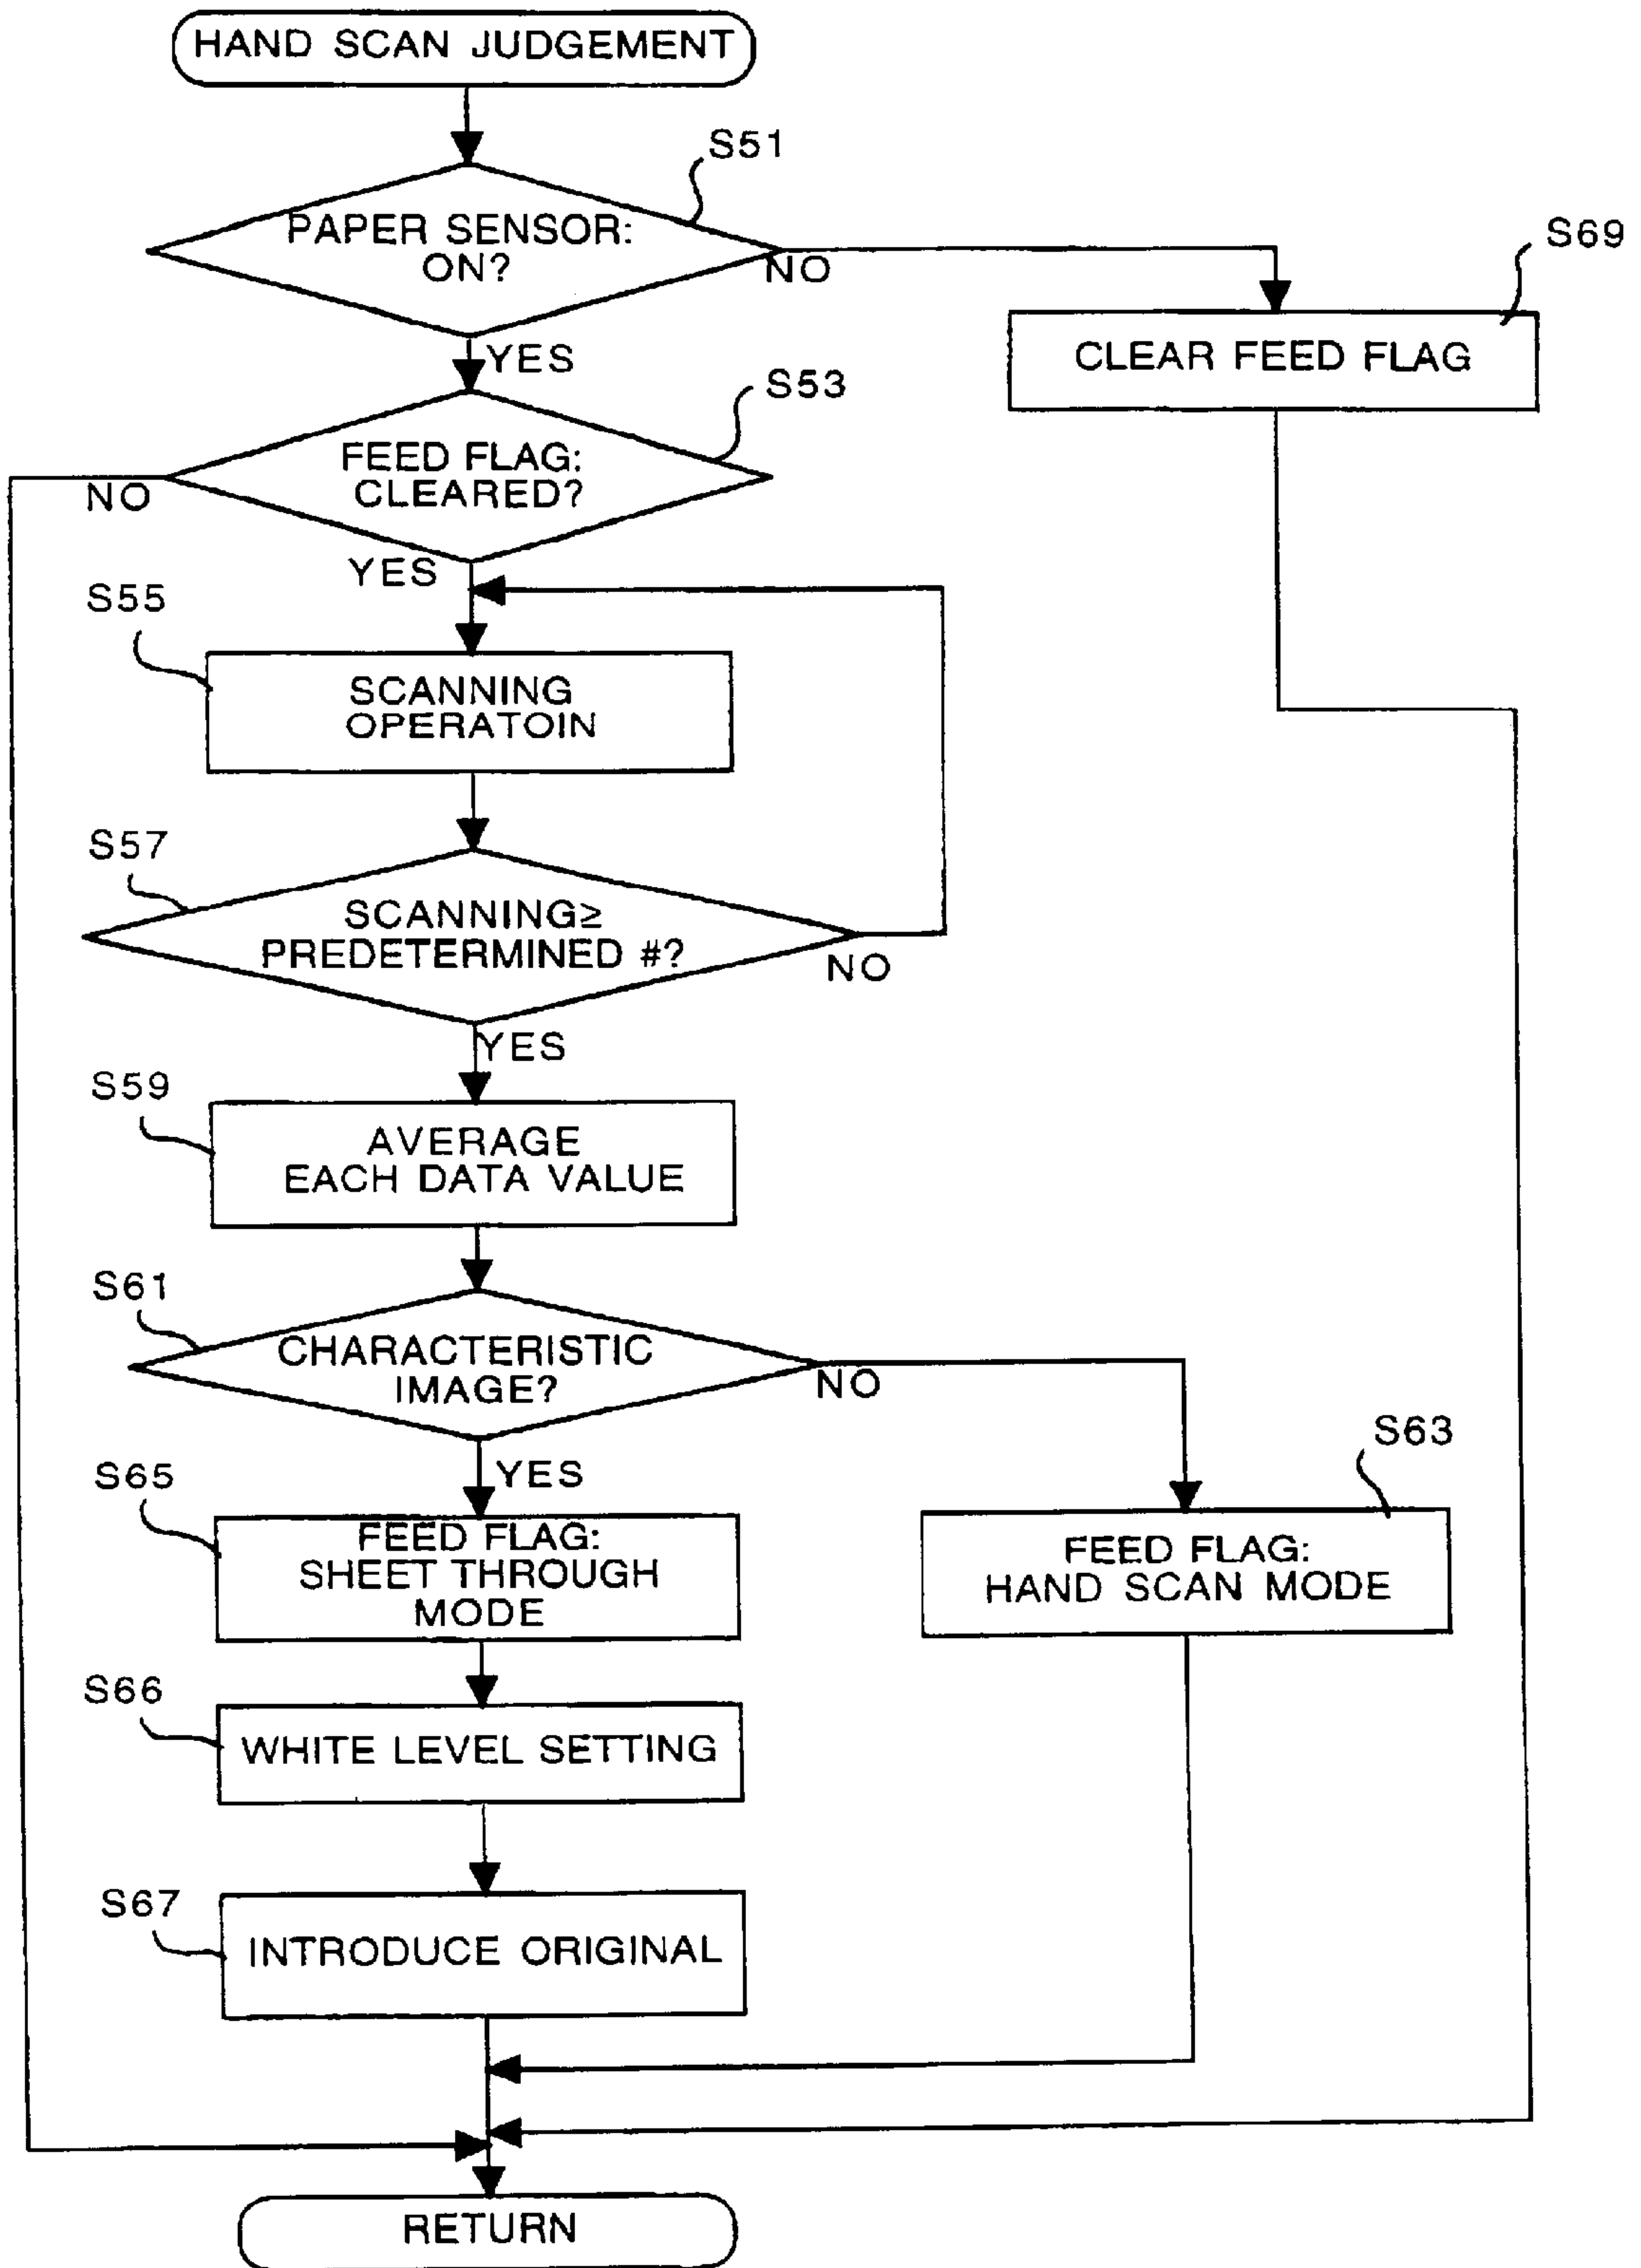 HAND SCAN JUDGEMENT
S51
PAPER SENSOR:
ON?
NO
S69
CLEAR FEED FLAG
YES
S53
FEED FLAG:
CLEARED?
NO
YES
S55
SCANNING
OPERATOIN
S57
SCANNING≥
PREDETERMINED #?
NO
YES
S59
AVERAGE
EACH DATA VALUE
S61
CHARACTERISTIC
IMAGE?
NO
YES
S63
FEED FLAG:
HAND SCAN MODE
S65
FEED FLAG:
SHEET THROUGH
MODE
S66
WHITE LEVEL SETTING
S67
INTRODUCE ORIGINAL
RETURN